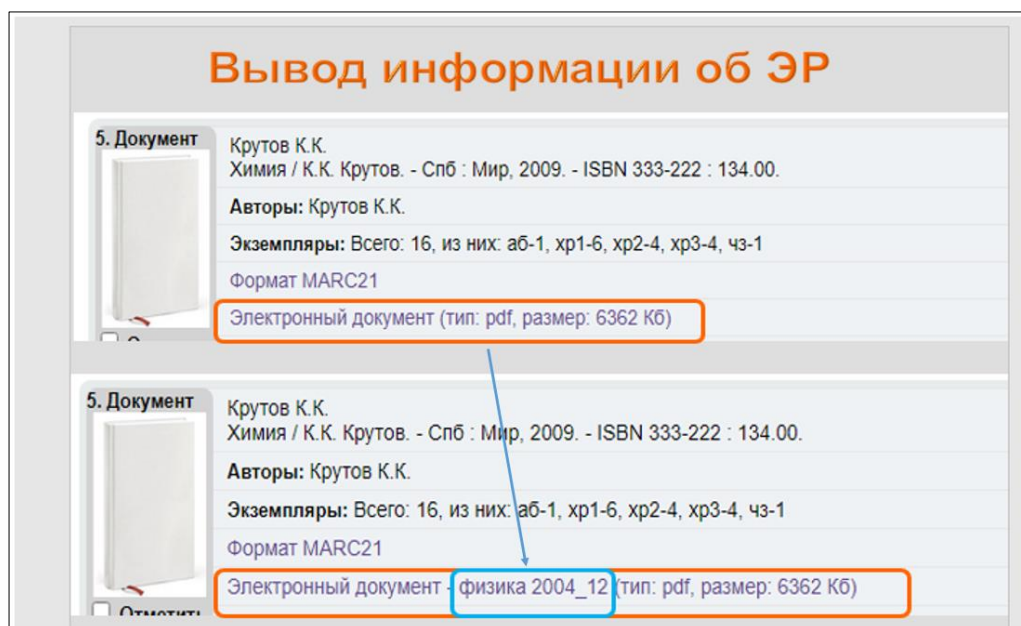 Вывод информации об ЭР
5. Документ
Крутов К.К.
Химия / К.К. Крутов. - Спб : Мир, 2009. - ISBN 333-222 : 134.00.
Авторы: Крутов К.К.
Экземпляры: Всего: 16, из них: аб-1, хр1-6, хр2-4, хр3-4, чз-1
Формат MARC21
Электронный документ (тип: pdf, размер: 6362 Кб)
5. Документ
Крутов К.К.
Химия / К.К. Крутов. - Спб : Мир, 2009. - ISBN 333-222 : 134.00.
Авторы: Крутов К.К.
Экземпляры: Всего: 16, из них: аб-1, хр1-6, хр2-4, хр3-4, чз-1
Формат MARC21
Электронный документ - физика 2004_12 (тип: pdf, размер: 6362 Кб)
Отметить